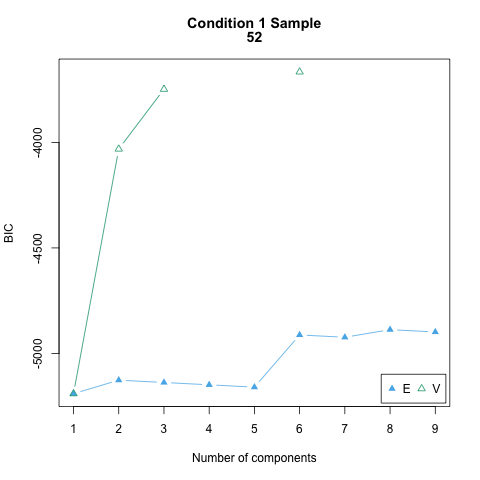 Condition 1 Sample
52
BIC
-4000
-4500
-5000
E V
1 2 3 4 5 6 7 8 9
Number of components